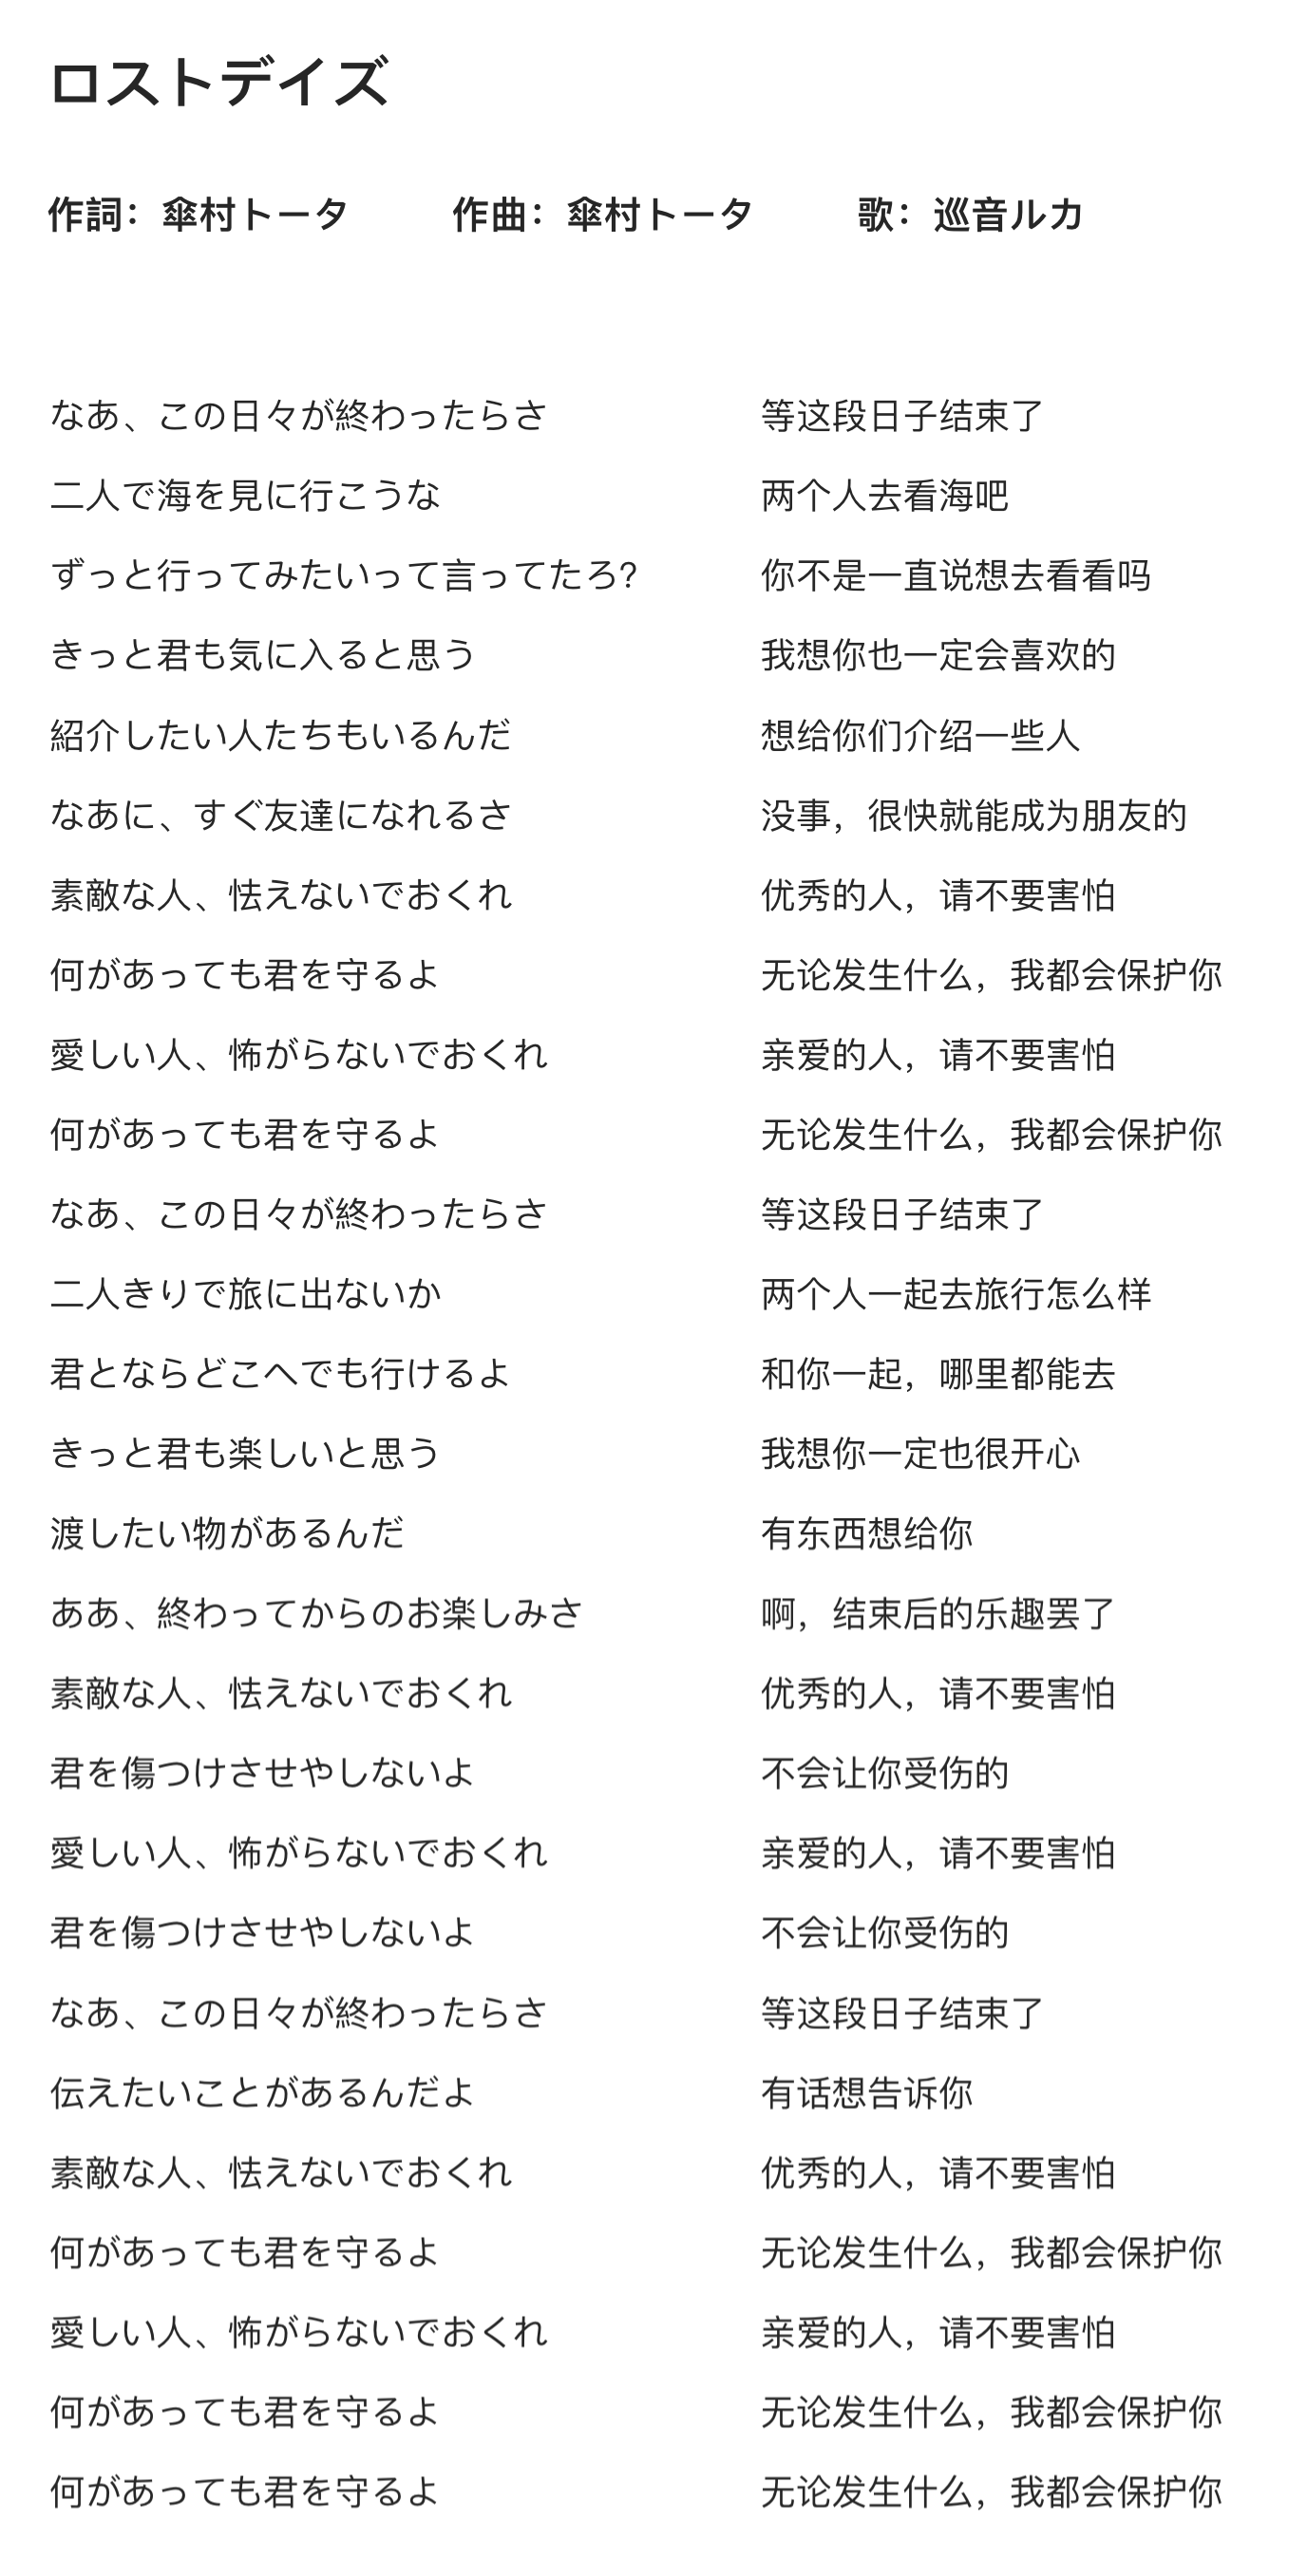 ロストデイズ
作詞：傘村トータ 作曲：傘村トータ 歌：巡音ルカ
なあ、この日々が終わったらさ 等这段日子结束了
二人で海を見に行こうな 两个人去看海吧
ずっと行ってみたいって言ってたろ? 你不是一直说想去看看吗
きっと君も気に入ると思う 我想你也一定会喜欢的
紹介したい人たちもいるんだ 想给你们介绍一些人
なあに、すぐ友達になれるさ 没事，很快就能成为朋友的
素敵な人、怯えないでおくれ 优秀的人，请不要害怕
何があっても君を守るよ 无论发生什么，我都会保护你
愛しい人、怖がらないでおくれ 亲爱的人，请不要害怕
何があっても君を守るよ 无论发生什么，我都会保护你
なあ、この日々が終わったらさ 等这段日子结束了
二人きりで旅に出ないか 两个人一起去旅行怎么样
君とならどこへでも行けるよ 和你一起，哪里都能去
きっと君も楽しいと思う 我想你一定也很开心
渡したい物があるんだ 有东西想给你
ああ、終わってからのお楽しみさ 啊，结束后的乐趣罢了
素敵な人、怯えないでおくれ 优秀的人，请不要害怕
君を傷つけさせやしないよ 不会让你受伤的
愛しい人、怖がらないでおくれ 亲爱的人，请不要害怕
君を傷つけさせやしないよ 不会让你受伤的
なあ、この日々が終わったらさ 等这段日子结束了
伝えたいことがあるんだよ 有话想告诉你
素敵な人、怯えないでおくれ 优秀的人，请不要害怕
何があっても君を守るよ 无论发生什么，我都会保护你
愛しい人、怖がらないでおくれ 亲爱的人，请不要害怕
何があっても君を守るよ 无论发生什么，我都会保护你
何があっても君を守るよ 无论发生什么，我都会保护你